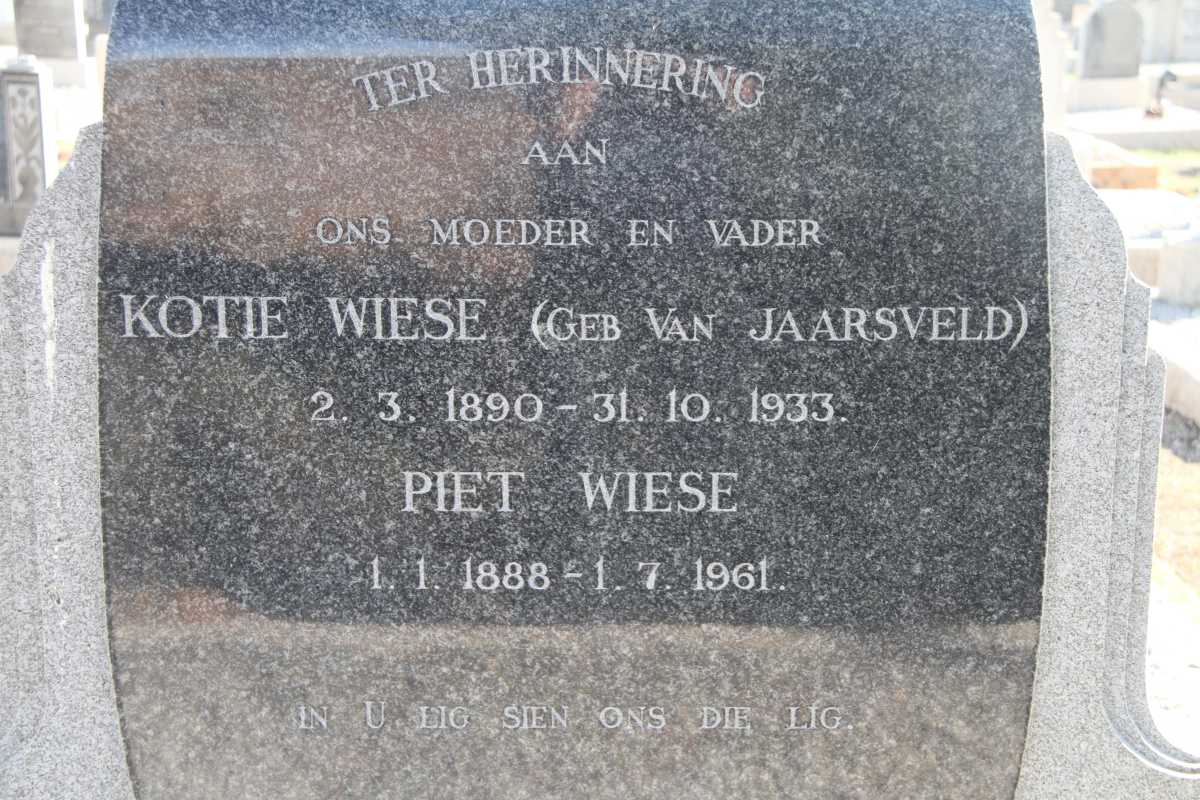 TER HERINNERING
AAN
ONS MOEDER EN VADER
KOTIE WIESE (GEB VAN JAARSVELD)
2. 3. 1890 – 31. 10. 1933.
PIET WIESE
1. 1. 1888 – 1. 7. 1961.
IN U LIG SIEN ONS DIE LIG.